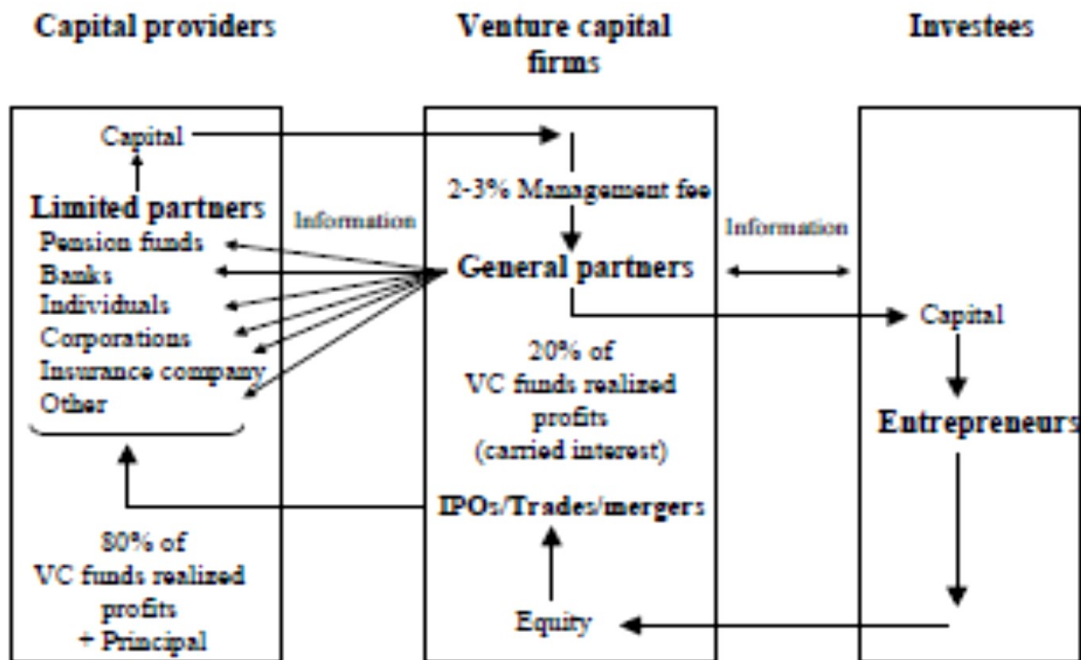 Capital providers
Venture capital
firms
Investees
Capital
Limited partners
Pension funds
Banks
Individuals
Corporations
Insurance company
Other
80% of
VC funds realized
profits
+ Principal
Information
2-3% Management fee
General partners
20% of
VC funds realized
profits
(carried interest)
IPOs/Trades/mergers
Equity
Information
Capital
Entrepreneurs